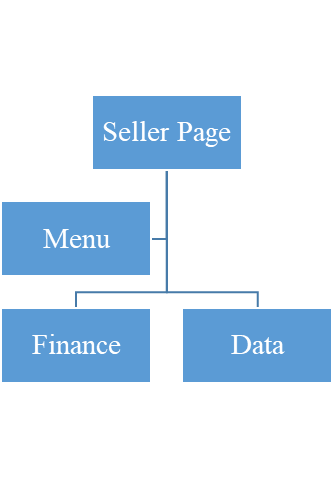 Seller Page
Menu
Finance
Data